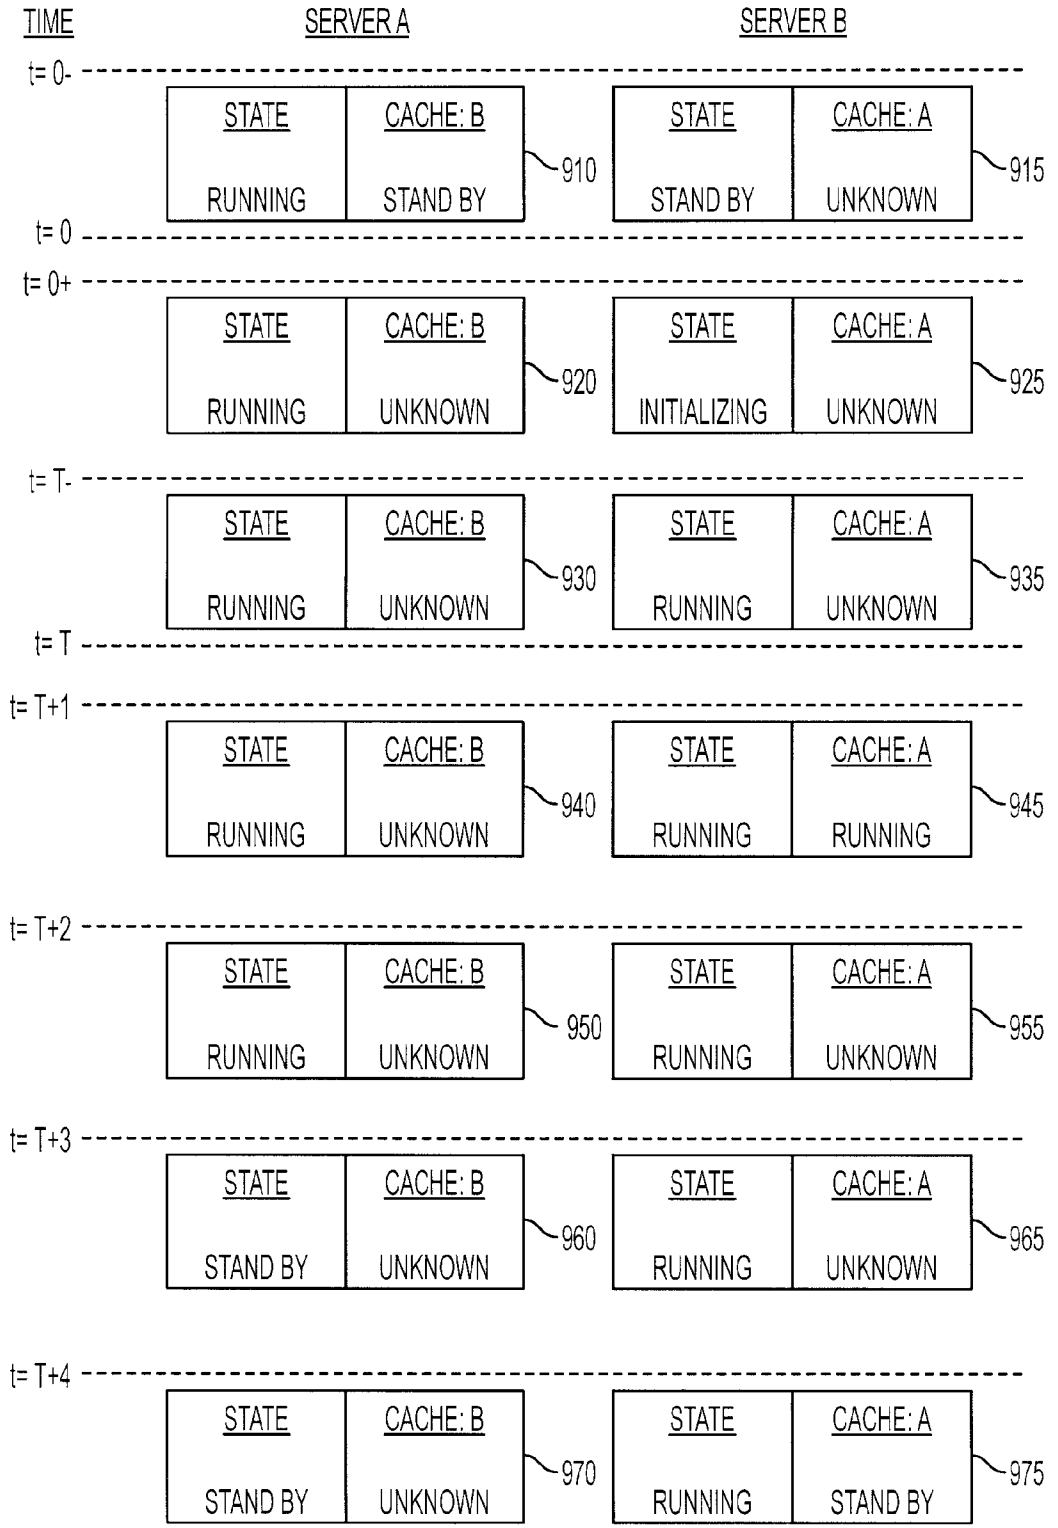 TIME SERVER A SERVER B
t= 0-
STATE CACHE: B STATE CACHE: A
910 915
RUNNING STAND BY STAND BY UNKNOWN
t= 0
t= 0+
STATE CACHE: B STATE CACHE: A
920 925
RUNNING UNKNOWN INITIALIZING UNKNOWN
t= T-
STATE CACHE: B STATE CACHE: A
930 935
RUNNING UNKNOWN RUNNING UNKNOWN
t= T
t= T+1
STATE CACHE: B STATE CACHE: A
940 945
RUNNING UNKNOWN RUNNING RUNNING
t= T+2
STATE CACHE: B STATE CACHE: A
950 955
RUNNING UNKNOWN RUNNING UNKNOWN
t= T+3
STATE CACHE: B STATE CACHE: A
960 965
STAND BY UNKNOWN RUNNING UNKNOWN
t= T+4
STATE CACHE: B STATE CACHE: A
970 975
STAND BY UNKNOWN RUNNING STAND BY